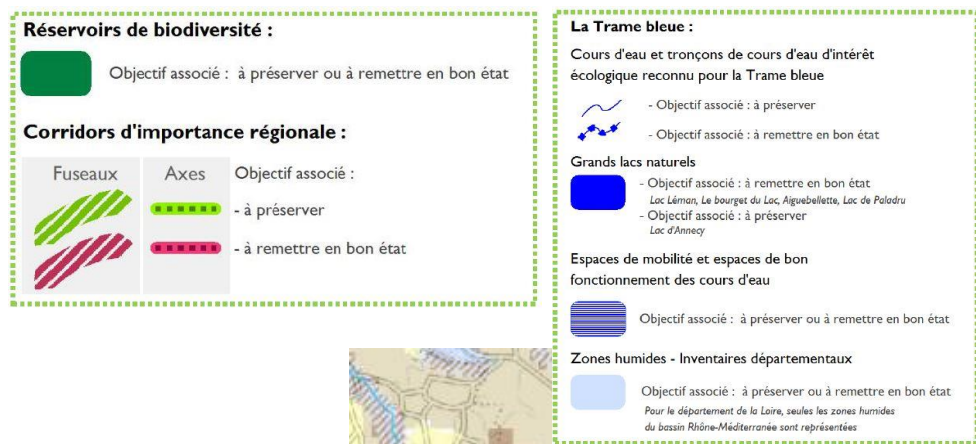 Réservoirs de biodiversité :
Objectif associé : à préserver ou à remettre en bon état
Corridors d'importance régionale :
Fuseaux
Axes
Objectif associé :
- à préserver
- à remettre en bon état
La Trame bleue :
Cours d'eau et tronçons de cours d'eau d'intérêt
écologique reconnu pour la Trame bleue
- Objectif associé : à préserver
- Objectif associé : à remettre en bon état
Grands lacs naturels
- Objectif associé : à remettre en bon état
Lac Léman, Le bourget du Lac, Aiguebellette, Lac de Paladru
- Objectif associé : à préserver
Lac d'Annecy
Espaces de mobilité et espaces de bon
fonctionnement des cours d'eau
Objectif associé : à préserver ou à remettre en bon état
Zones humides - Inventaires départementaux
Objectif associé : à préserver ou à remettre en bon état
Pour le département de la Loire, seules les zones humides
du bassin Rhône-Méditerranée sont représentées